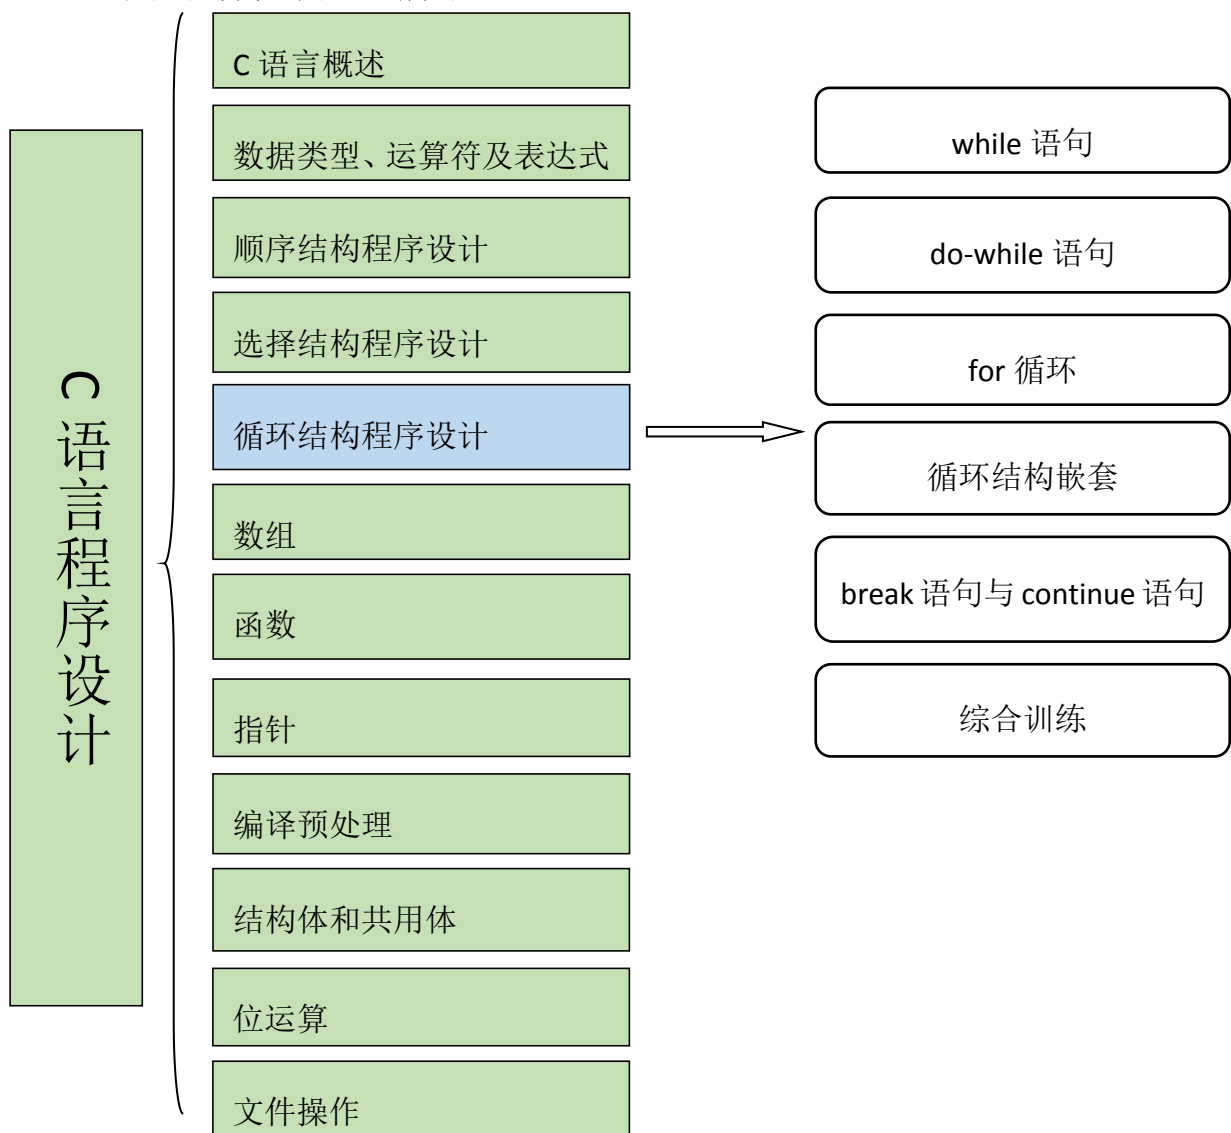 C 语言程序设计
C 语言概述
数据类型、运算符及表达式
顺序结构程序设计
选择结构程序设计
循环结构程序设计
数组
函数
指针
编译预处理
结构体和共用体
位运算
文件操作
while 语句
do-while 语句
for 循环
循环结构嵌套
break 语句与 continue 语句
综合训练